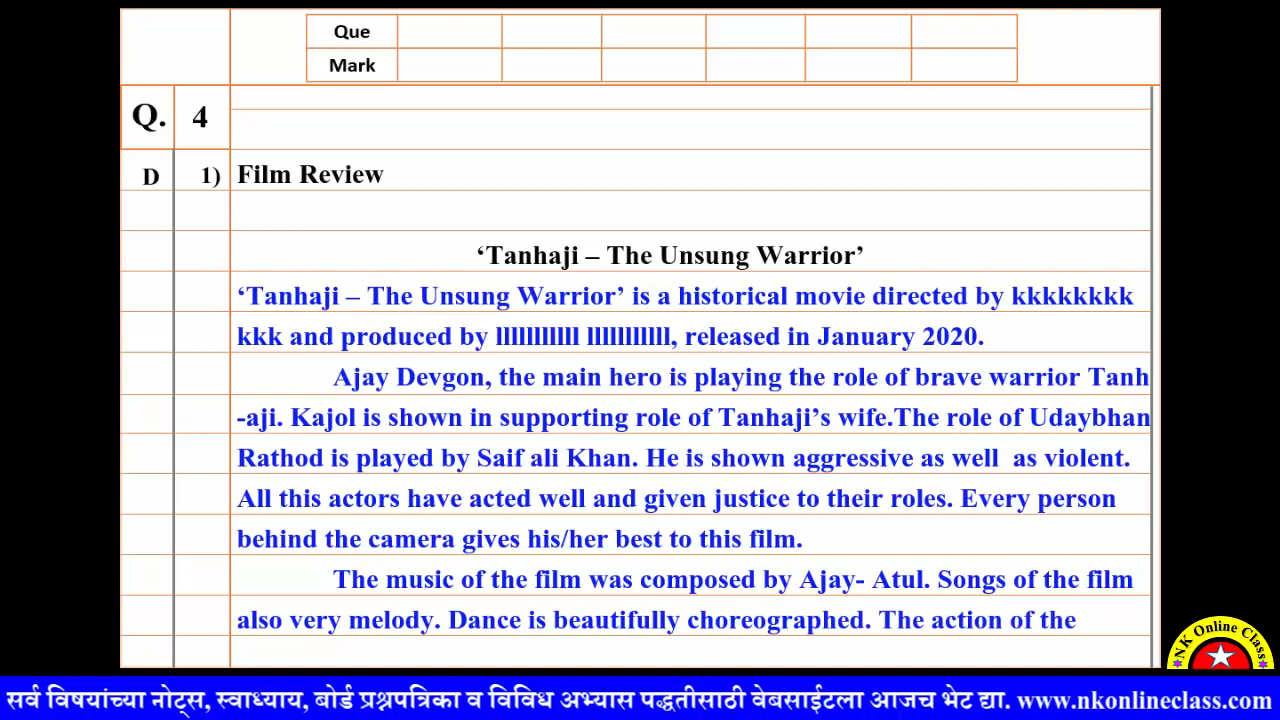 Que
Mark
Q. 4
D 1) Film Review
‘Tanhaji – The Unsung Warrior’
‘Tanhaji – The Unsung Warrior’ is a historical movie directed by kkkkkkkk
kkk and produced by lllllllllll lllllllllll, released in January 2020.
Ajay Devgon, the main hero is playing the role of brave warrior Tanh
-aji. Kajol is shown in supporting role of Tanhaji’s wife.The role of Udaybhan
Rathod is played by Saif ali Khan. He is shown aggressive as well as violent.
All this actors have acted well and given justice to their roles. Every person
behind the camera gives his/her best to this film.
The music of the film was composed by Ajay- Atul. Songs of the film
also very melody. Dance is beautifully choreographed. The action of the
NK Online Class
सर्व विषयांच्या नोट्स, स्वाध्याय, बोर्ड प्रश्नपत्रिका व विविध अभ्यास पद्धतीसाठी वेबसाईटला आजच भेट द्या. www.nkonlineclass.com